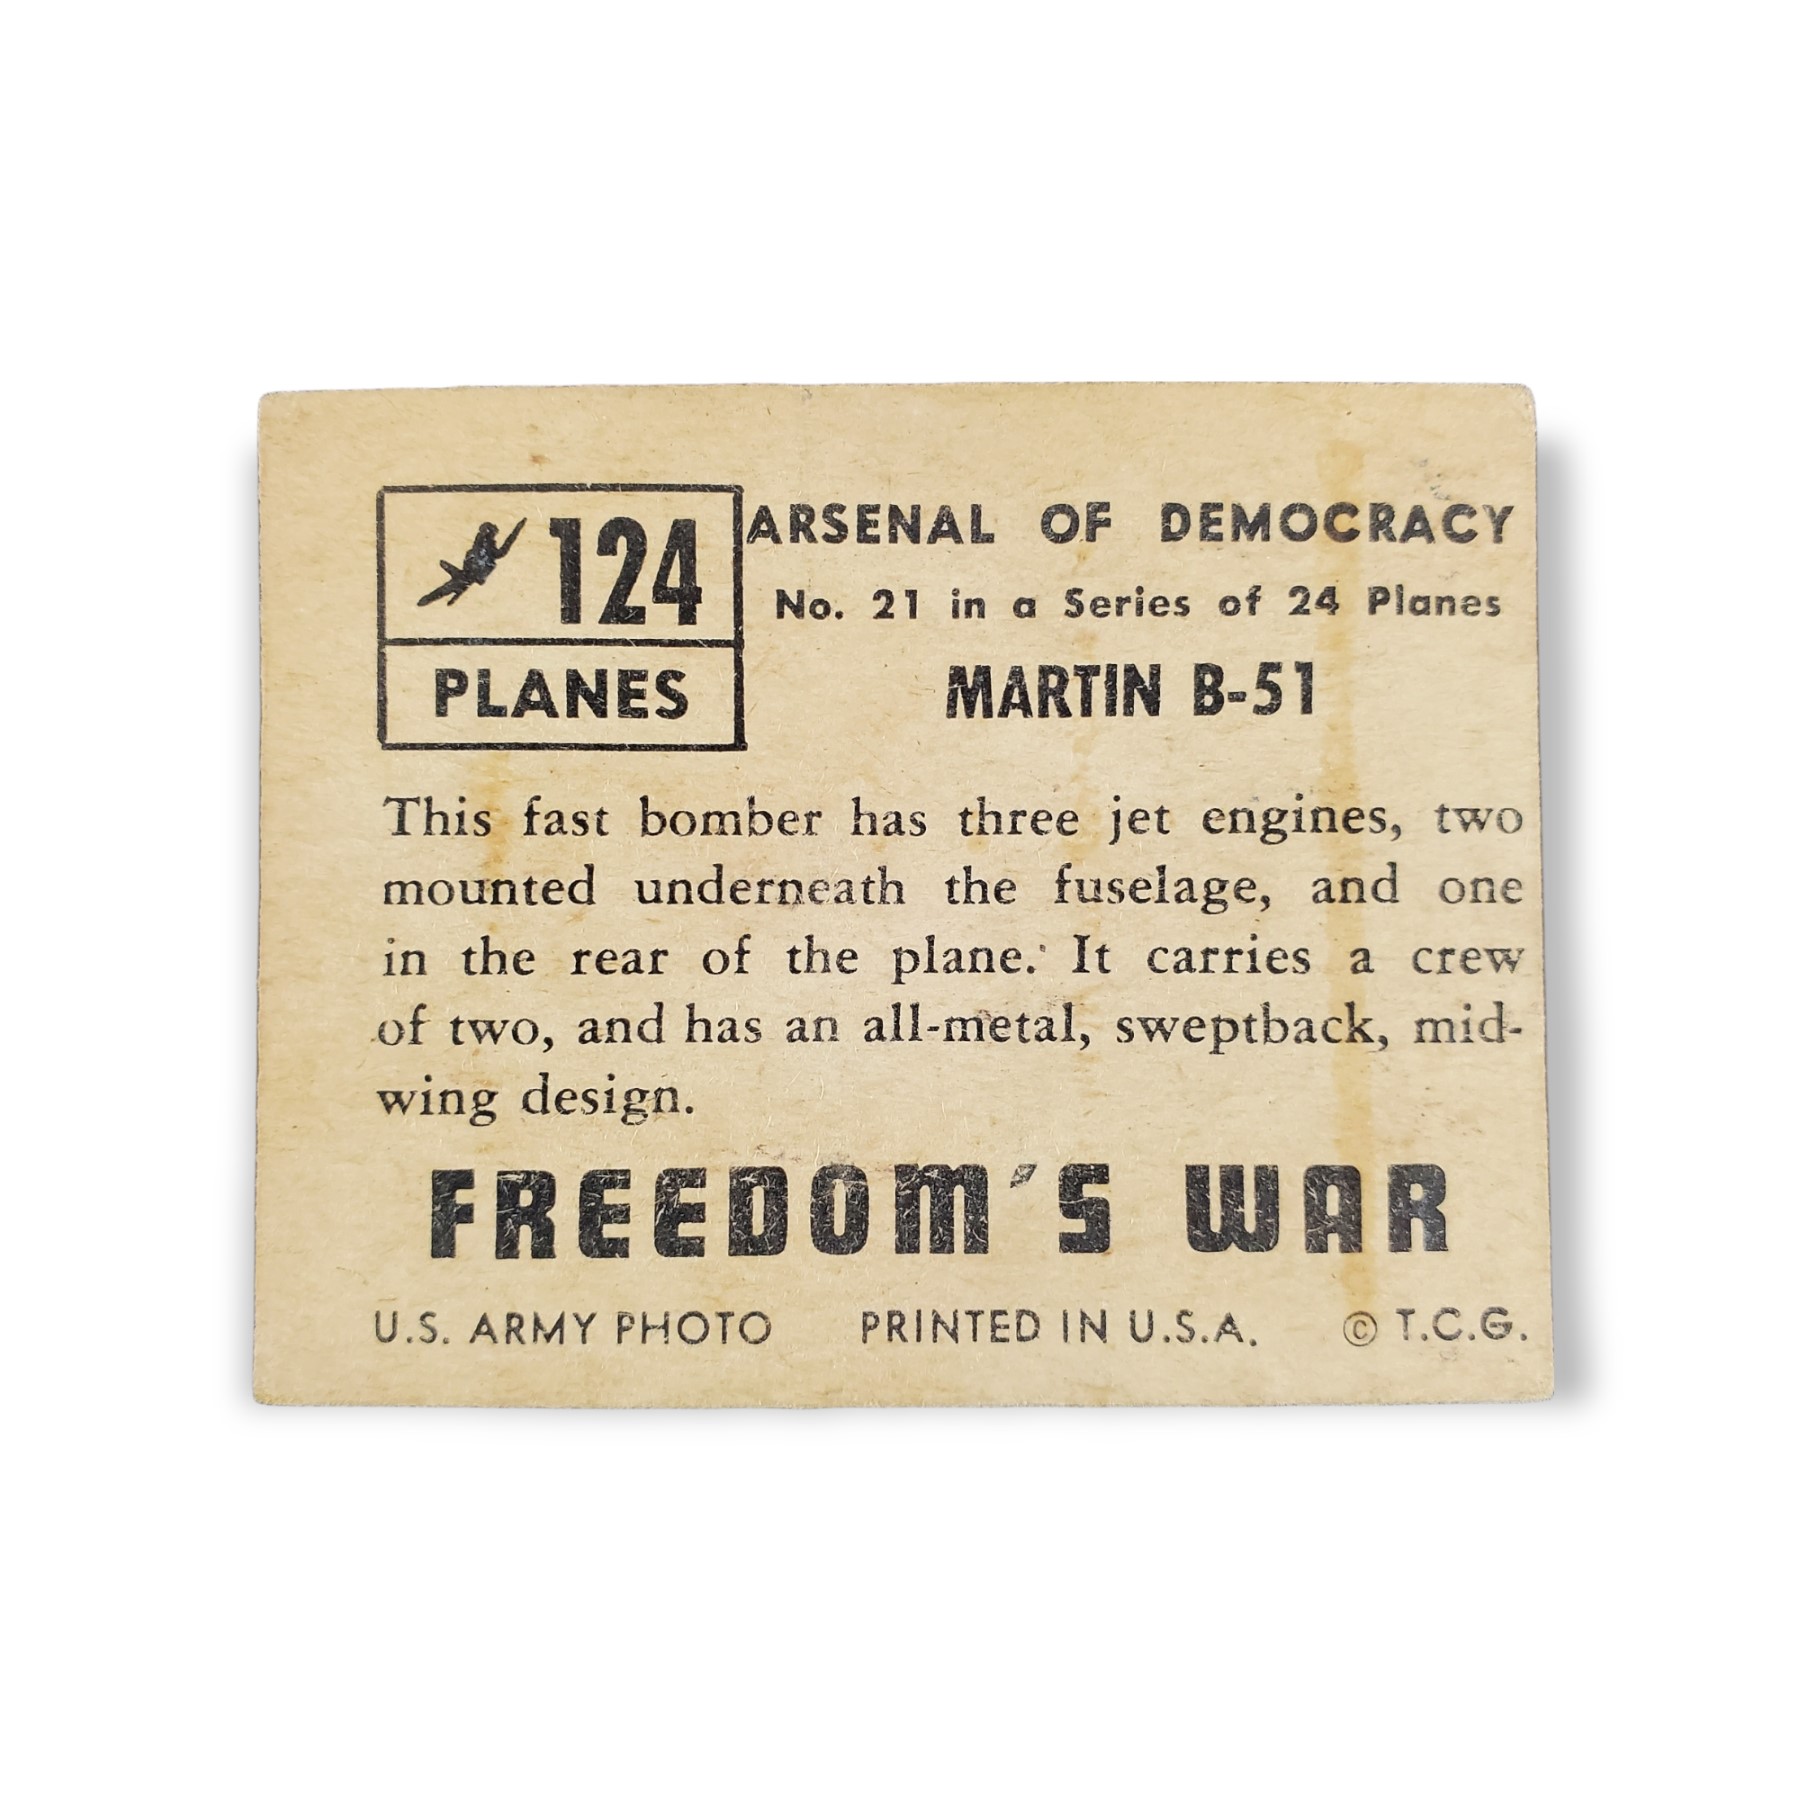 124
PLANES
ARSENAL OF DEMOCRACY
No. 21 in a Series of 24 Planes
MARTIN B-51
This fast bomber has three jet engines, two
mounted underneath the fuselage, and one
in the rear of the plane. It carries a crew
of two, and has an all-metal, sweptback, mid-
wing design.
FREEDOM'S WAR
U.S. ARMY PHOTO PRINTED IN U.S.A. © T.C.G.